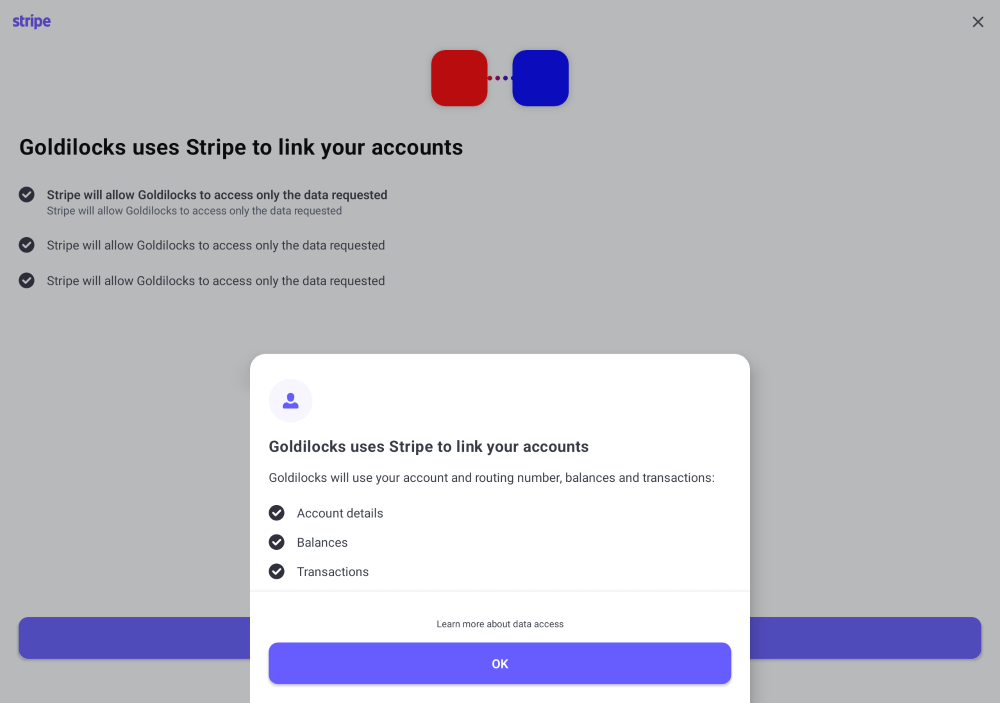 stripe
Goldilocks uses Stripe to link your accounts
Stripe will allow Goldilocks to access only the data requested
Stripe will allow Goldilocks to access only the data requested
Stripe will allow Goldilocks to access only the data requested
Stripe will allow Goldilocks to access only the data requested
Goldilocks uses Stripe to link your accounts
Goldilocks will use your account and routing number, balances and transactions:
Account details
Balances
Transactions
Learn more about data access
OK